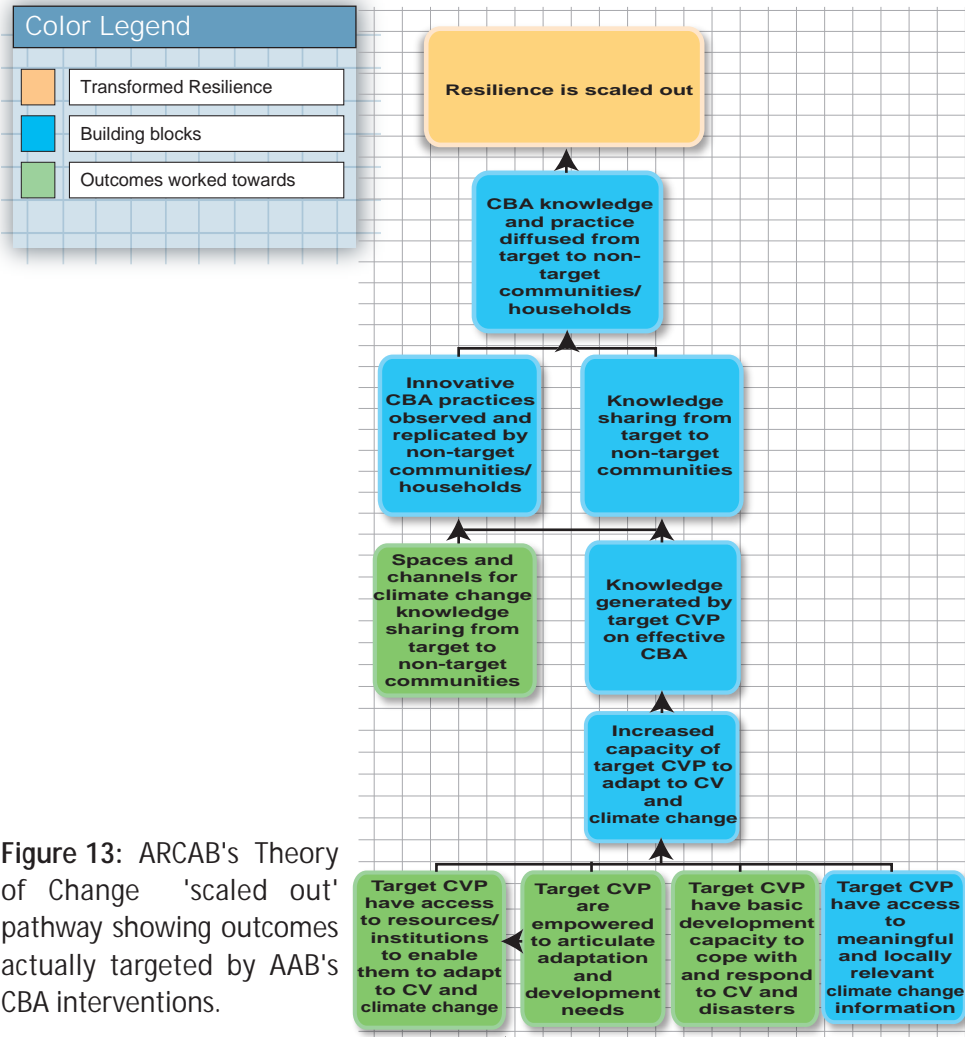 Color Legend
Transformed Resilience
Building blocks
Outcomes worked towards
Resilience is scaled out
CBA knowledge
and practice
diffused from
target to non-
target
communities/
households
Innovative
CBA practices
observed and
replicated by
non-target
communities/
households
Knowledge
sharing from
target to
non-target
communities
Spaces and
channels for
climate change
knowledge
sharing from
target to
non-target
communities
Knowledge
generated by
target CVP
on effective
CBA
Increased
capacity of
target CVP to
adapt to CV
and
climate change
Target CVP
have access
to resources/
institutions
to enable
them to adapt
to CV and
climate change
Target CVP
are
empowered
to articulate
adaptation
and
development
needs
Target CVP
have basic
development
capacity to
cope with
and respond
to CV and
disasters
Target CVP
have access
to
meaningful
and locally
relevant
climate change
information
Figure 13: ARCAB's Theory
of Change 'scaled out'
pathway showing outcomes
actually targeted by AAB's
CBA interventions.